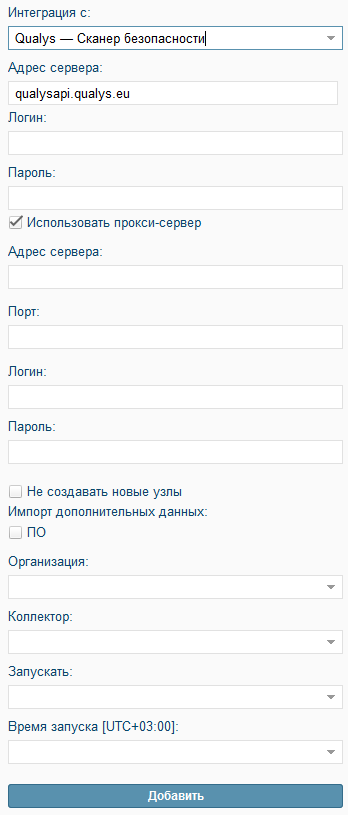 Интеграция с:
Qualys — Сканер безопасности
Адрес сервера:
qualysapi.qualys.eu
Логин:
Пароль:
Использовать прокси-сервер
Адрес сервера:
Порт:
Логин:
Пароль:
Не создавать новые узлы
Импорт дополнительных данных:
ПО
Организация:
Коллектор:
Запускать:
Время запуска [UTC+03:00]:
Добавить